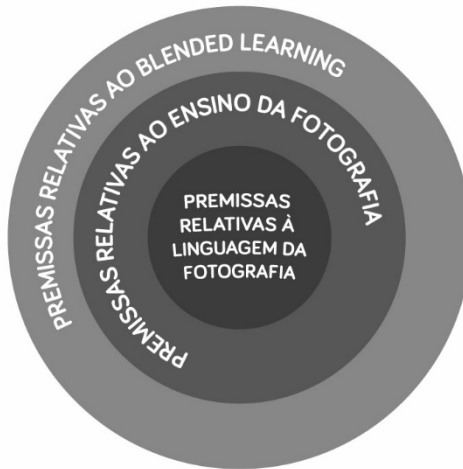 PREMISSAS RELATIVAS AO BLENDED LEARNING
PREMISSAS RELATIVAS AO ENSINO DA FOTOGRAFIA
PREMISSAS
RELATIVAS À
LINGUAGEM DA
FOTOGRAFIA